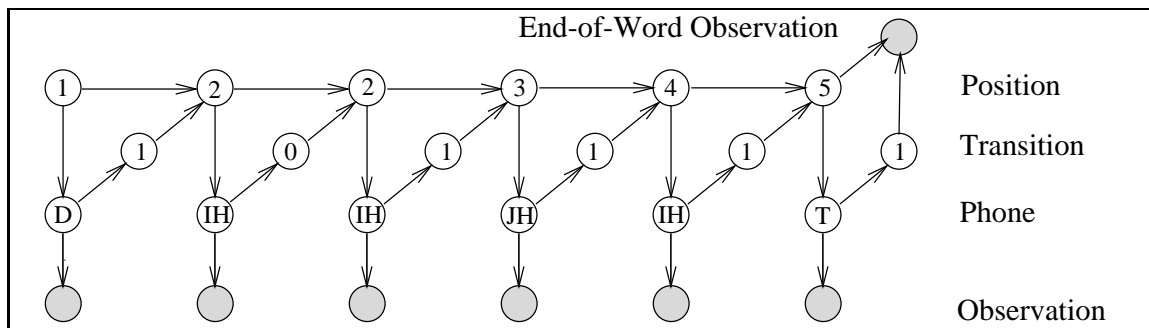 End-of-Word Observation
1 2 2 3 4 5 Position
1 0 1 1 1 1 Transition
D IH IH JH IH T Phone
Observation